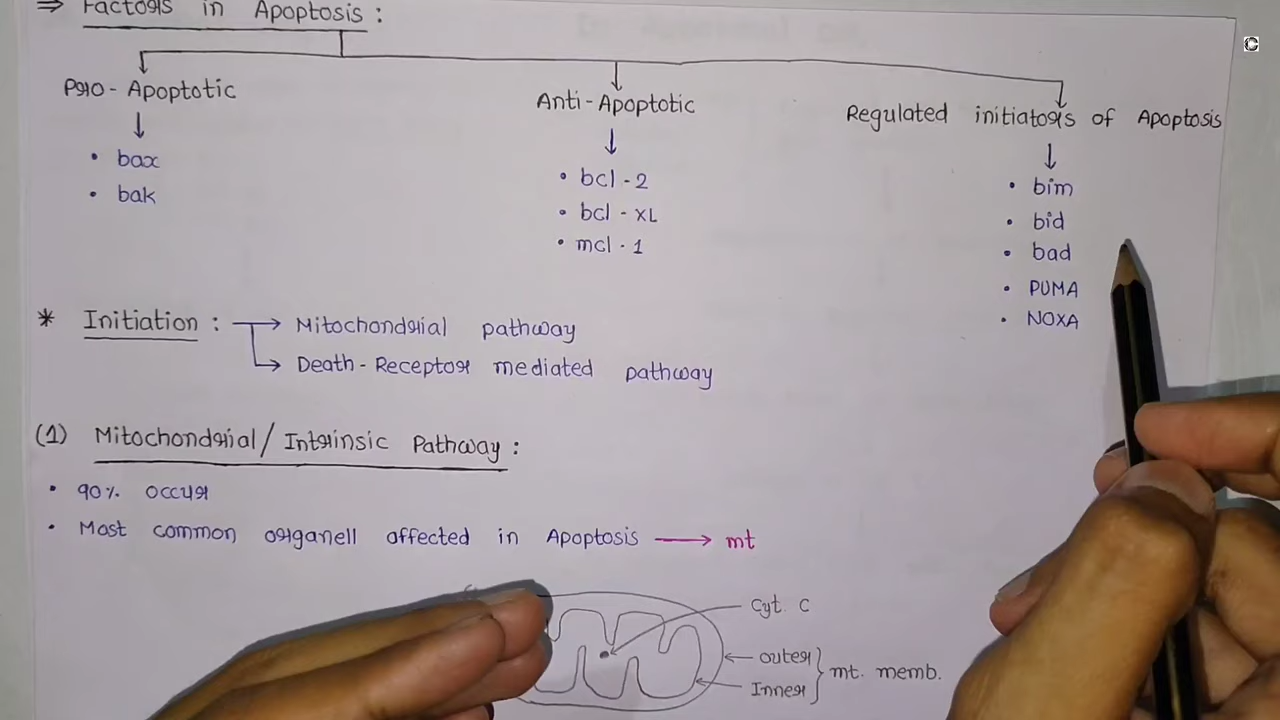 ⇒ Factors in Apoptosis :
Pro - Apoptotic
• bax
• bak
Anti - Apoptotic
• bcl - 2
• bcl - XL
• mcl - 1
Regulated initiators of Apoptosis
• bim
• bid
• bad
• PUMA
• NOXA
* Initiation : → Mitochondrial pathway
→ Death - Receptor mediated pathway
(1) Mitochondrial / Intrinsic Pathway :
• 90% occur
• Most common organell affected in Apoptosis → mt
Cyt. C
outer
Inner
mt. memb.